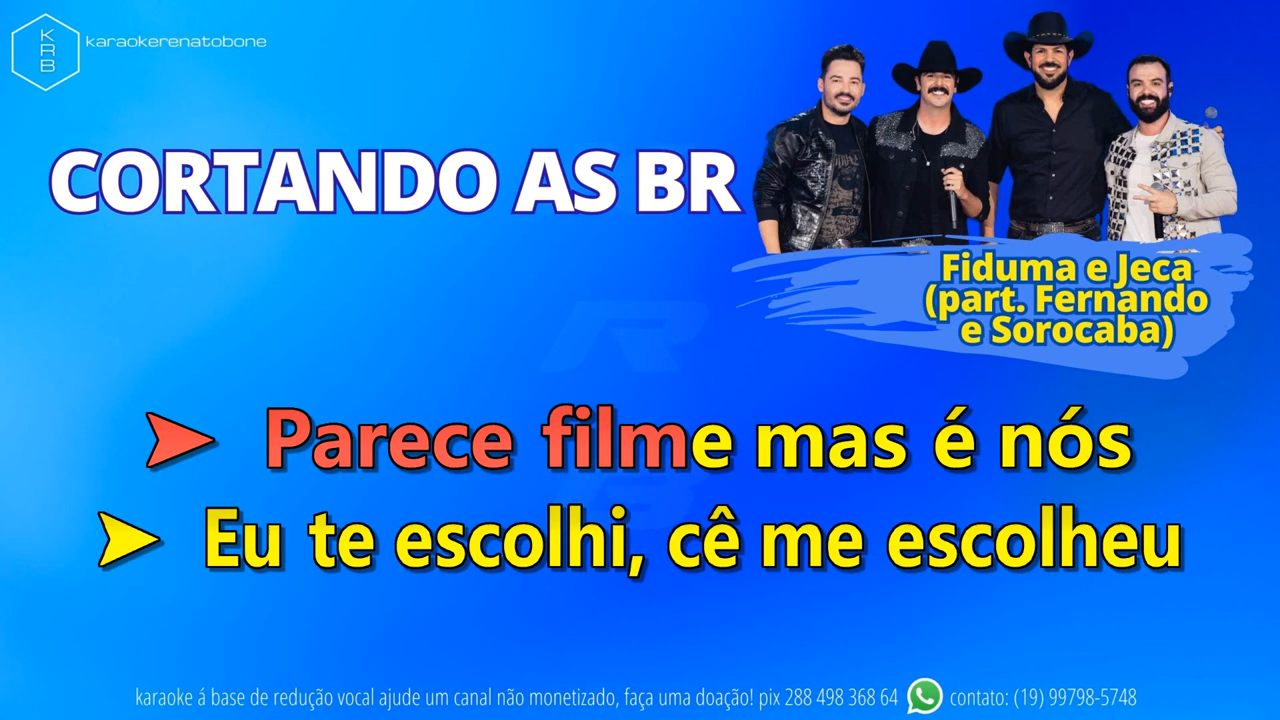 KRB
karaokerenatobone
CORTANDO AS BR
Fiduma e Jeca
(part. Fernando
e Sorocaba)
➤ Parece filme mas é nós
➤ Eu te escolhi, cê me escolheu
karaoke á base de redução vocal ajude um canal não monetizado, faça uma doação! pix 288 498 368 64 contato: (19) 99798-5748